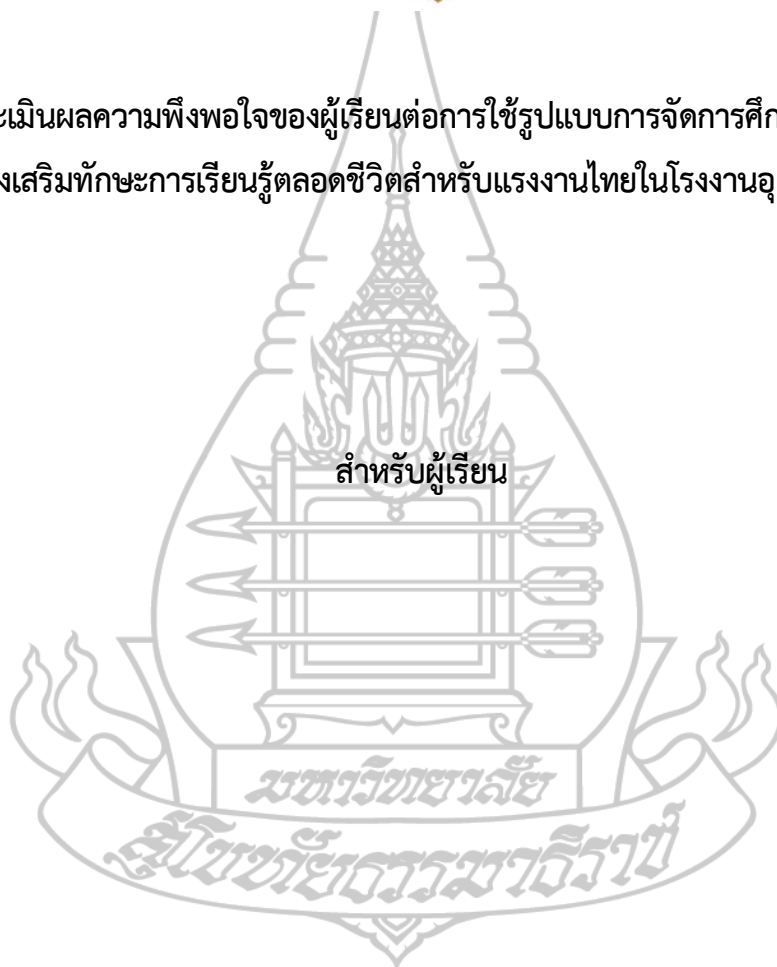 ะเมินผลความพึงพอใจของผู้เรียนต่อการใช้รูปแบบการจัดการศึก
งเสริมทักษะการเรียนรู้ตลอดชีวิตสำหรับแรงงานไทยในโรงงานอุ
สำหรับผู้เรียน
มหาวิทยาลัย
สุโขทัยธรรมาธิราช